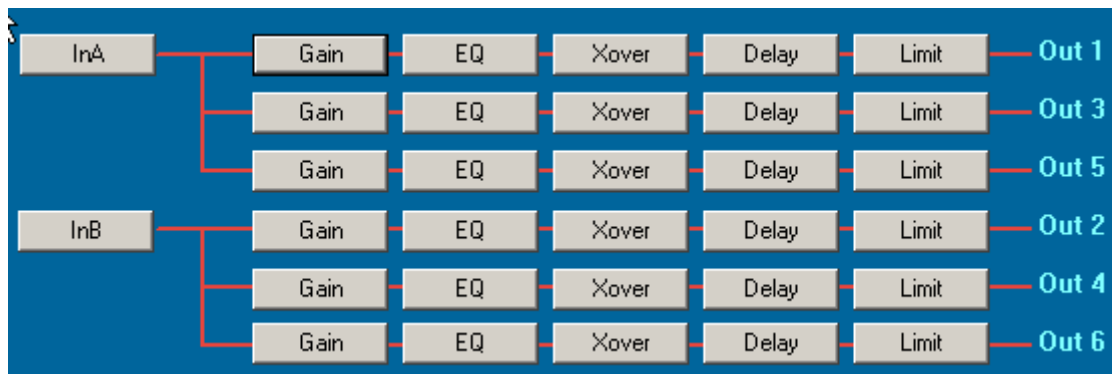 InA Gain EQ Xover Delay Limit Out 1
Gain EQ Xover Delay Limit Out 3
Gain EQ Xover Delay Limit Out 5
InB Gain EQ Xover Delay Limit Out 2
Gain EQ Xover Delay Limit Out 4
Gain EQ Xover Delay Limit Out 6